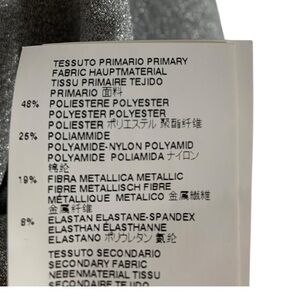 TESSUTO PRIMARIO PRIMARY
FABRIC HAUPTMATERIAL
TISSU PRIMAIRE TEJIDO
PRIMARIO 面料
48% POLIESTERE POLYESTER
POLYESTER POLYESTER
POLIESTER ポリエステル 聚酯纤维
25% POLIAMMIDE
POLYAMIDE-NYLON POLYAMID
POLYAMIDE POLIAMIDA ナイロン
锦纶
19% FIBRA METALLICA METALLIC
FIBRE METALLISCH FIBRE
MÉTALLIQUE METALICO 金属繊維
金属纤维
8% ELASTAN ELASTANE-SPANDEX
ELASTHAN ÉLASTHANNE
ELASTANO ポリウレタン 氨纶
TESSUTO SECONDARIO
SECONDARY FABRIC
NEBENMATERIAL TISSU
SECONDAIRE TEJIDO